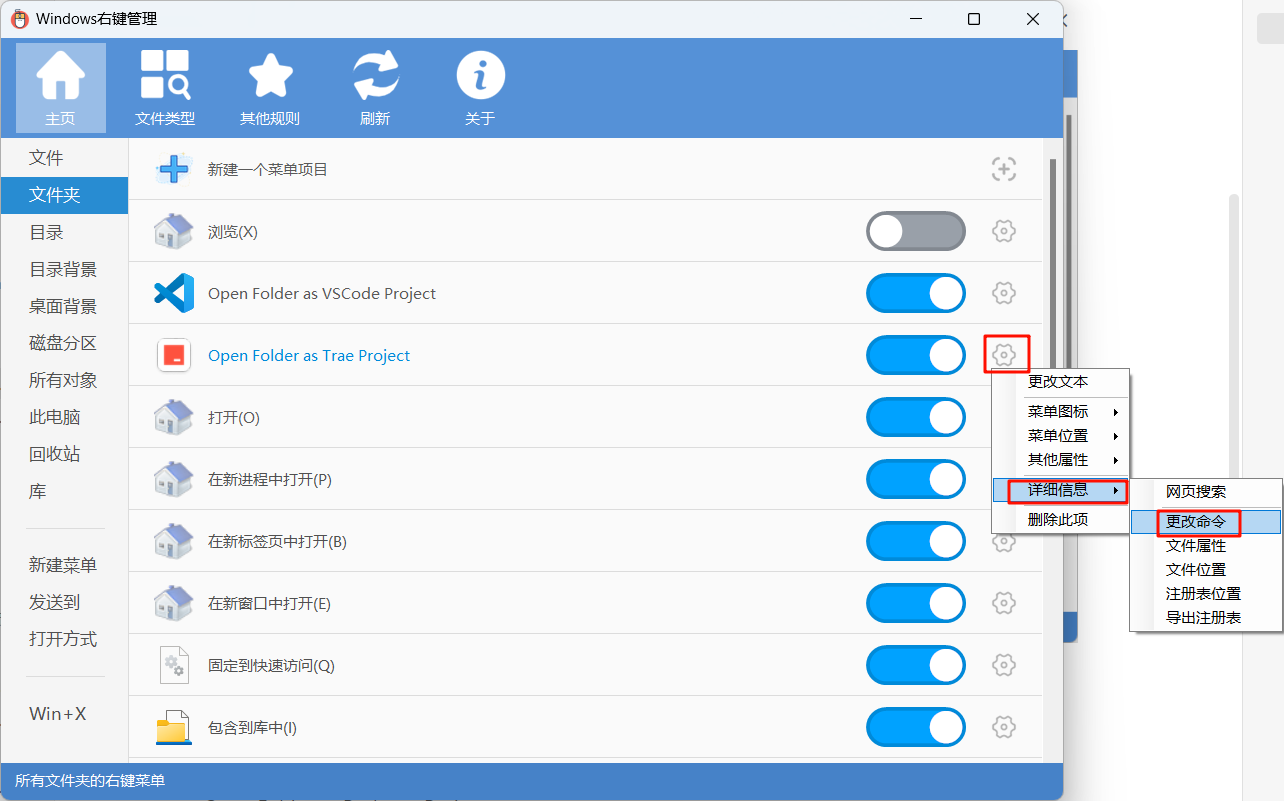 Windows右键管理
主页
文件类型
其他规则
刷新
关于
文件
文件夹
目录
目录背景
桌面背景
磁盘分区
所有对象
此电脑
回收站
库
新建菜单
发送到
打开方式
Win+X
新建一个菜单项目
浏览(X)
Open Folder as VSCode Project
Open Folder as Trae Project
打开(O)
在新进程中打开(P)
在新标签页中打开(B)
在新窗口中打开(E)
固定到快速访问(Q)
包含到库中(I)
更改文本
菜单图标
菜单位置
其他属性
详细信息
删除此项
网页搜索
更改命令
文件属性
文件位置
注册表位置
导出注册表
所有文件夹的右键菜单